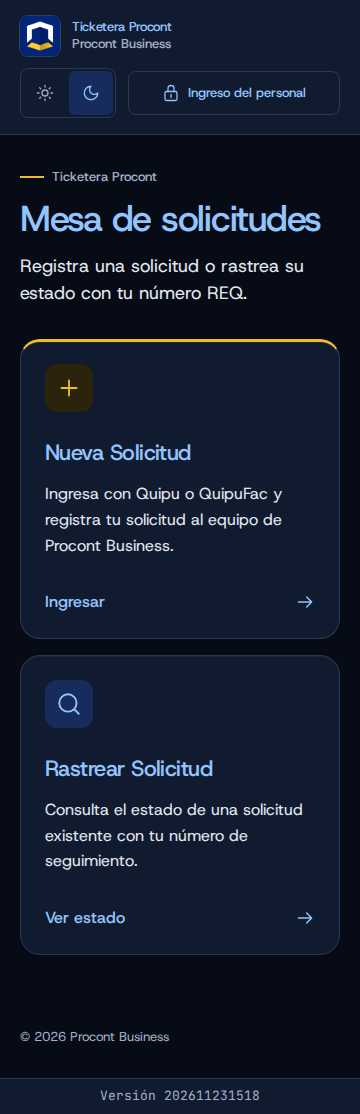 Ticketera Procont
Procont Business
Ingreso del personal
Ticketera Procont
Mesa de solicitudes
Registra una solicitud o rastrea su
estado con tu número REQ.
Nueva Solicitud
Ingresa con Quipu o QuipuFac y
registra tu solicitud al equipo de
Procont Business.
Ingresar
Rastrear Solicitud
Consulta el estado de una solicitud
existente con tu número de
seguimiento.
Ver estado
© 2026 Procont Business
Versión 202611231518